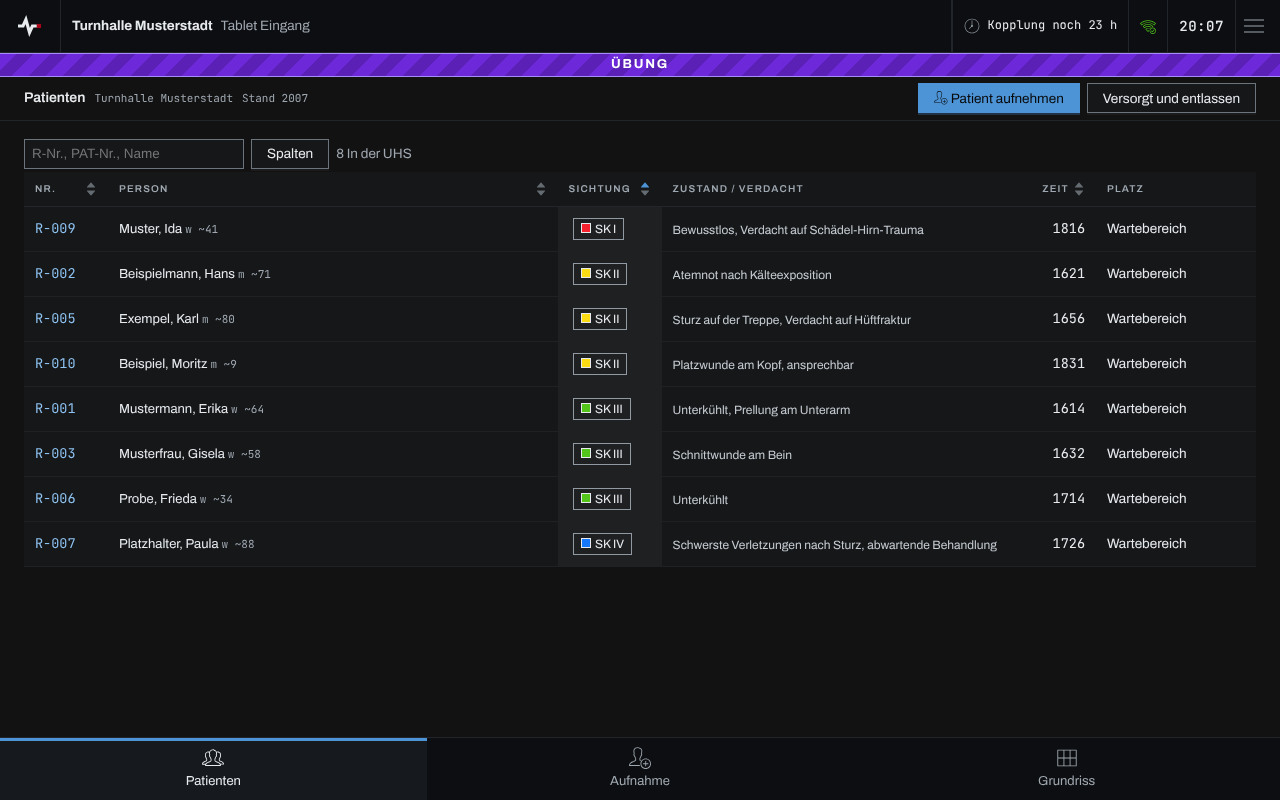 Turnhalle Musterstadt Tablet Eingang
Kopplung noch 23 h
20:07
ÜBUNG
Patienten Turnhalle Musterstadt Stand 2007
Patient aufnehmen
Versorgt und entlassen
R-Nr., PAT-Nr., Name
Spalten
8 In der UHS
NR. PERSON SICHTUNG ZUSTAND / VERDACHT ZEIT PLATZ
R-009 Muster, Ida w ~41 SK I Bewusstlos, Verdacht auf Schädel-Hirn-Trauma 1816 Wartebereich
R-002 Beispielmann, Hans m ~71 SK II Atemnot nach Kälteexposition 1621 Wartebereich
R-005 Exempel, Karl m ~80 SK II Sturz auf der Treppe, Verdacht auf Hüftfraktur 1656 Wartebereich
R-010 Beispiel, Moritz m ~9 SK II Platzwunde am Kopf, ansprechbar 1831 Wartebereich
R-001 Mustermann, Erika w ~64 SK III Unterkühlt, Prellung am Unterarm 1614 Wartebereich
R-003 Musterfrau, Gisela w ~58 SK III Schnittwunde am Bein 1632 Wartebereich
R-006 Probe, Frieda w ~34 SK III Unterkühlt 1714 Wartebereich
R-007 Platzhalter, Paula w ~88 SK IV Schwerste Verletzungen nach Sturz, abwartende Behandlung 1726 Wartebereich
Patienten
Aufnahme
Grundriss